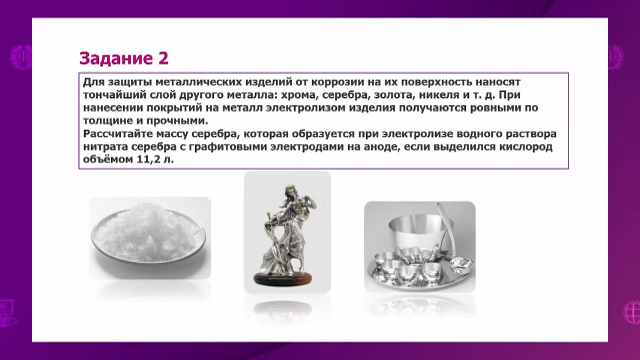 Задание 2
Для защиты металлических изделий от коррозии на их поверхность наносят
тончайший слой другого металла: хрома, серебра, золота, никеля и т. д. При
нанесении покрытий на металл электролизом изделия получаются ровными по
толщине и прочными.
Рассчитайте массу серебра, которая образуется при электролизе водного раствора
нитрата серебра с графитовыми электродами на аноде, если выделился кислород
объёмом 11,2 л.